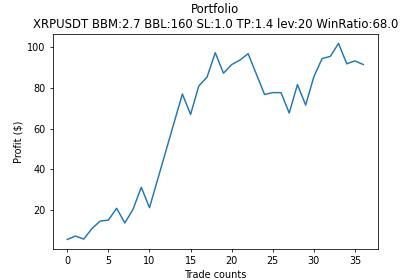 Portfolio
XRPUSDT BBM:2.7 BBL:160 SL:1.0 TP:1.4 lev:20 WinRatio:68.0
100
80
60
40
20
Profit ($)
0 5 10 15 20 25 30 35
Trade counts